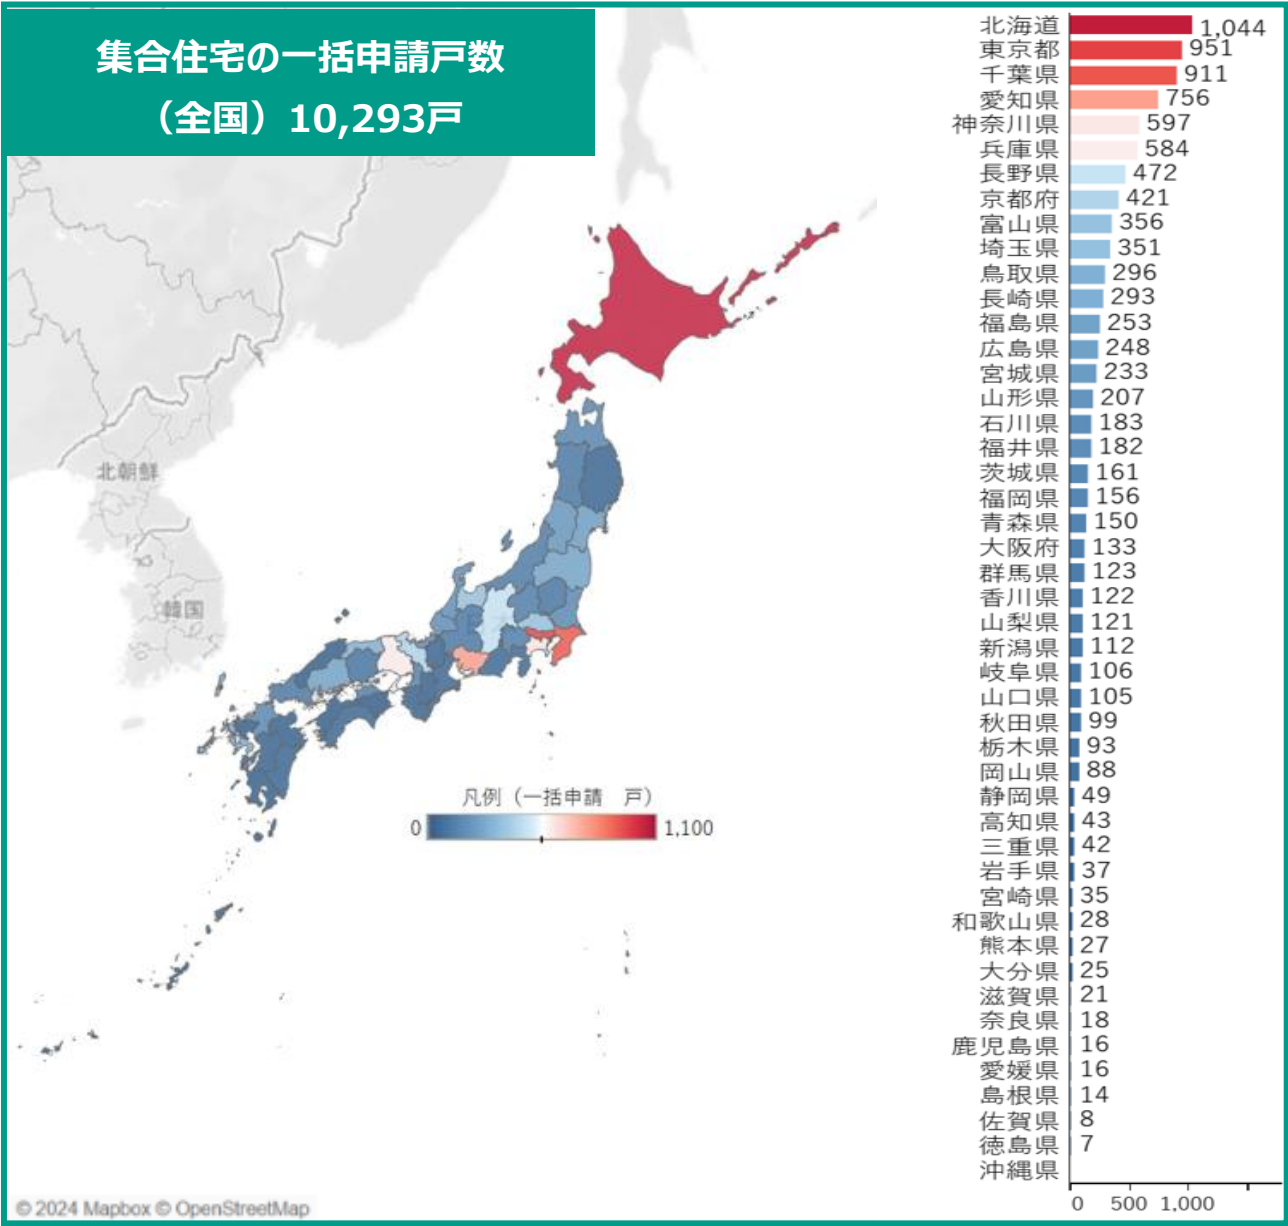 集合住宅の一括申請戸数
（全国）10,293戸
北朝鮮
韓国
凡例（一括申請　戸）
0 1,100
© 2024 Mapbox © OpenStreetMap
北海道 1,044
東京都 951
千葉県 911
愛知県 756
神奈川県 597
兵庫県 584
長野県 472
京都府 421
富山県 356
埼玉県 351
鳥取県 296
長崎県 293
福島県 253
広島県 248
宮城県 233
山形県 207
石川県 183
福井県 182
茨城県 161
福岡県 156
青森県 150
大阪府 133
群馬県 123
香川県 122
山梨県 121
新潟県 112
岐阜県 106
山口県 105
秋田県 99
栃木県 93
岡山県 88
静岡県 49
高知県 43
三重県 42
岩手県 37
宮崎県 35
和歌山県 28
熊本県 27
大分県 25
滋賀県 21
奈良県 18
鹿児島県 16
愛媛県 16
島根県 14
佐賀県 8
徳島県 7
沖縄県
0 500 1,000